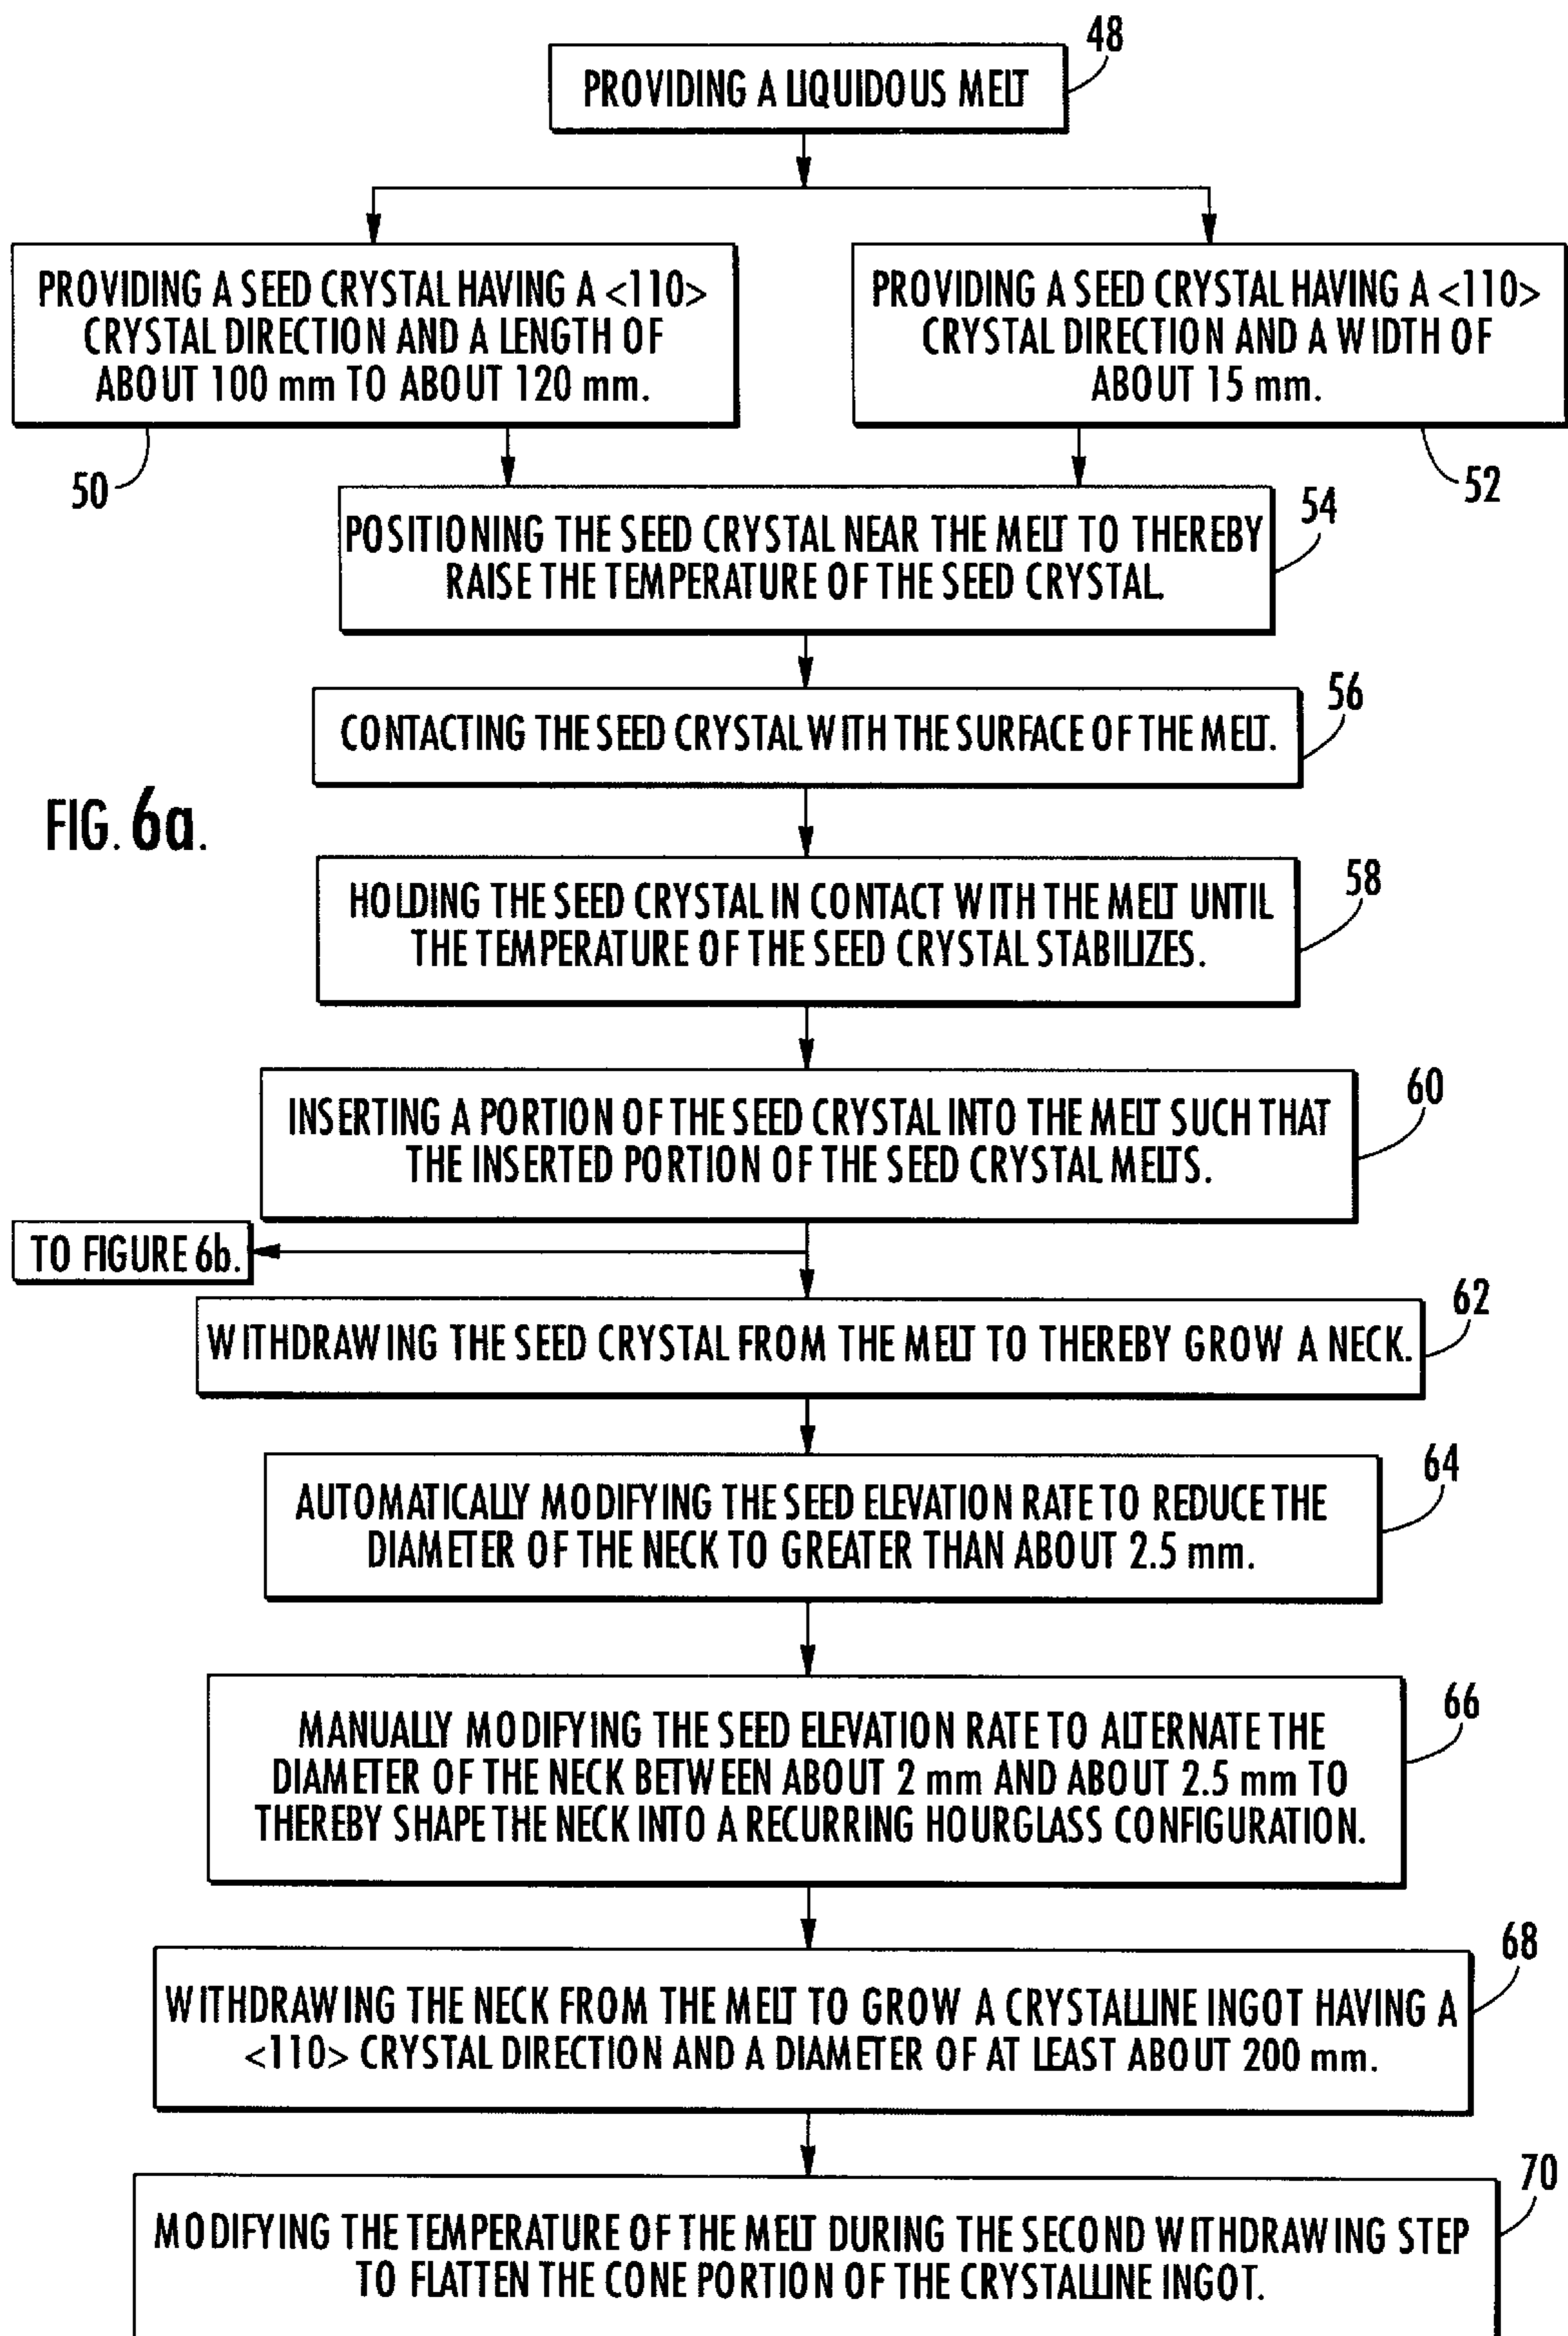 48
PROVIDING A LIQUIDOUS MELT
PROVIDING A SEED CRYSTAL HAVING A <110>
CRYSTAL DIRECTION AND A LENGTH OF
ABOUT 100 mm TO ABOUT 120 mm.
50
PROVIDING A SEED CRYSTAL HAVING A <110>
CRYSTAL DIRECTION AND A WIDTH OF
ABOUT 15 mm.
52
54
POSITIONING THE SEED CRYSTAL NEAR THE MELT TO THEREBY
RAISE THE TEMPERATURE OF THE SEED CRYSTAL.
56
CONTACTING THE SEED CRYSTAL WITH THE SURFACE OF THE MELT.
FIG. 6a.
58
HOLDING THE SEED CRYSTAL IN CONTACT WITH THE MELT UNTIL
THE TEMPERATURE OF THE SEED CRYSTAL STABILIZES.
60
INSERTING A PORTION OF THE SEED CRYSTAL INTO THE MELT SUCH THAT
THE INSERTED PORTION OF THE SEED CRYSTAL MELTS.
TO FIGURE 6b.
62
WITHDRAWING THE SEED CRYSTAL FROM THE MELT TO THEREBY GROW A NECK.
64
AUTOMATICALLY MODIFYING THE SEED ELEVATION RATE TO REDUCE THE
DIAMETER OF THE NECK TO GREATER THAN ABOUT 2.5 mm.
66
MANUALLY MODIFYING THE SEED ELEVATION RATE TO ALTERNATE THE
DIAMETER OF THE NECK BETWEEN ABOUT 2 mm AND ABOUT 2.5 mm TO
THEREBY SHAPE THE NECK INTO A RECURRING HOURGLASS CONFIGURATION.
68
WITHDRAWING THE NECK FROM THE MELT TO GROW A CRYSTALLINE INGOT HAVING A
<110> CRYSTAL DIRECTION AND A DIAMETER OF AT LEAST ABOUT 200 mm.
70
MODIFYING THE TEMPERATURE OF THE MELT DURING THE SECOND WITHDRAWING STEP
TO FLATTEN THE CONE PORTION OF THE CRYSTALLINE INGOT.